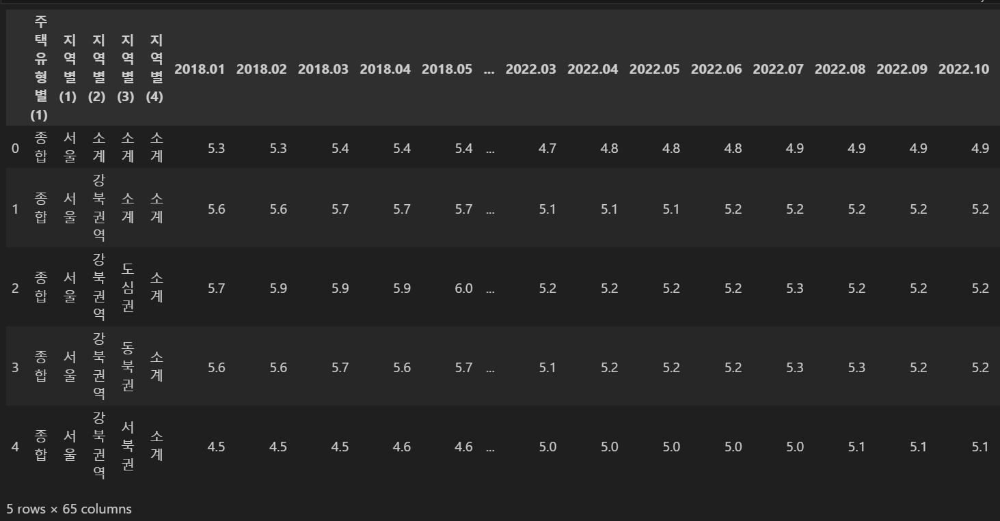 주택유형별(1) 지역별(1) 지역별(2) 지역별(3) 지역별(4) 2018.01 2018.02 2018.03 2018.04 2018.05 ... 2022.03 2022.04 2022.05 2022.06 2022.07 2022.08 2022.09 2022.10
0 종합 서울 소계 소계 소계 5.3 5.3 5.4 5.4 5.4 ... 4.7 4.8 4.8 4.8 4.9 4.9 4.9 4.9
1 종합 서울 강북권역 소계 소계 5.6 5.6 5.7 5.7 5.7 ... 5.1 5.1 5.1 5.2 5.2 5.2 5.2 5.2
2 종합 서울 강북권역 도심권 소계 5.7 5.9 5.9 5.9 6.0 ... 5.2 5.2 5.2 5.2 5.3 5.2 5.2 5.2
3 종합 서울 강북권역 동북권 소계 5.6 5.6 5.7 5.6 5.7 ... 5.1 5.2 5.2 5.2 5.3 5.3 5.2 5.2
4 종합 서울 강북권역 서북권 소계 4.5 4.5 4.5 4.6 4.6 ... 5.0 5.0 5.0 5.0 5.0 5.1 5.1 5.1
5 rows × 65 columns